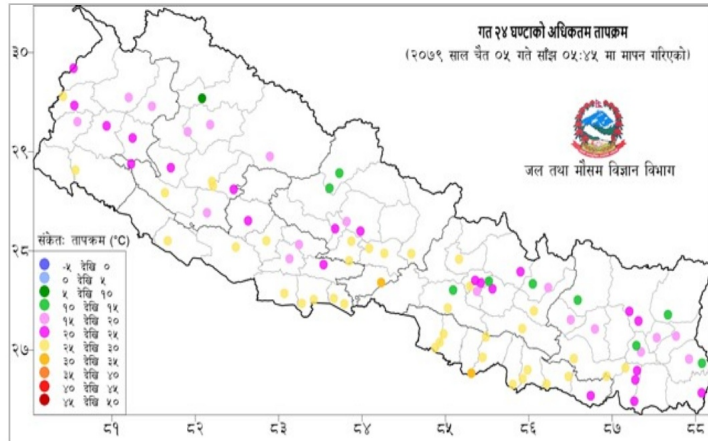 गत २४ घण्टाको अधिकतम तापक्रम
(२०७९ साल चैत ०५ गते साँझ ०५:४५ मा मापन गरिएको)
जल तथा मौसम विज्ञान विभाग
३०
२९
२८
२७
संकेतः तापक्रम (°C)
-५ देखि ०
० देखि ५
५ देखि १०
१० देखि १५
१५ देखि २०
२० देखि २५
२५ देखि ३०
३० देखि ३५
३५ देखि ४०
४० देखि ४५
४५ देखि ५०
८१ ८२ ८३ ८४ ८५ ८६ ८७ ८८